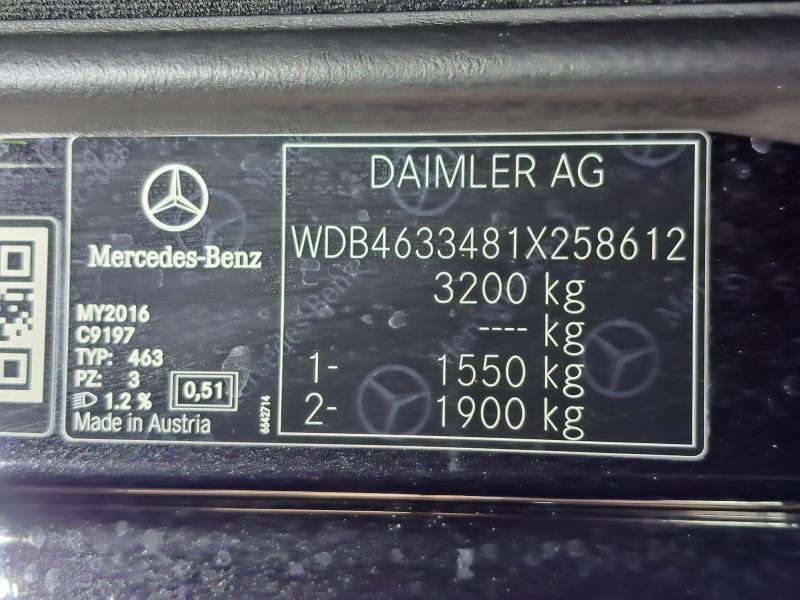 Mercedes-Benz
MY2016
C9197
TYP: 463
PZ: 3
1.2 %
0,51
Made in Austria
6642714
DAIMLER AG
WDB4633481X258612
3200 kg
---- kg
1- 1550 kg
2- 1900 kg